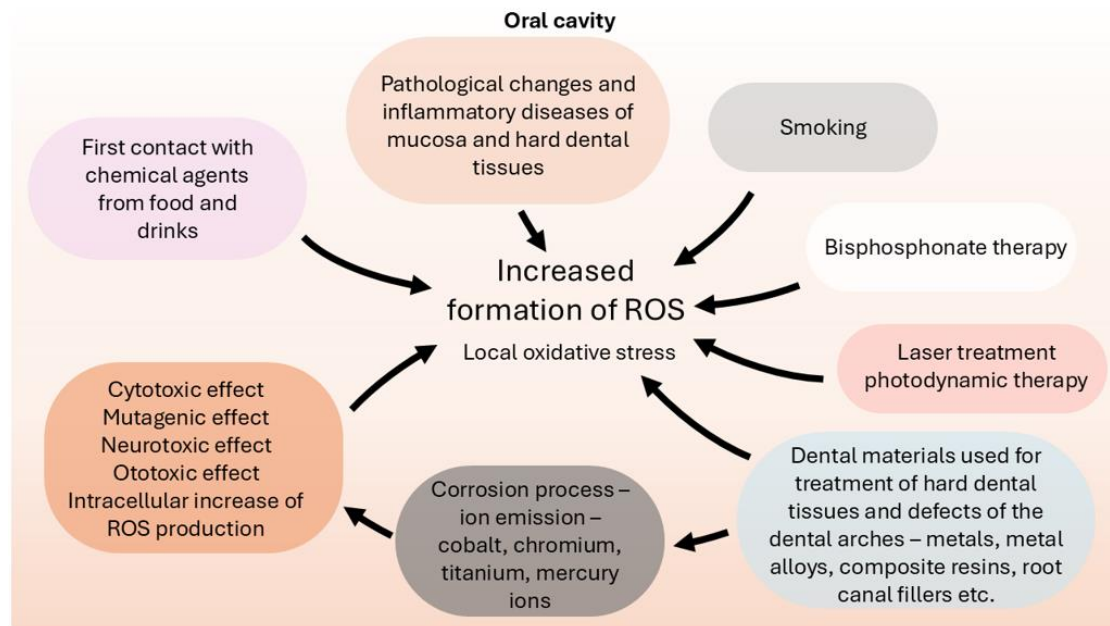 Oral cavity
Pathological changes and
inflammatory diseases of
mucosa and hard dental
tissues
Smoking
First contact with
chemical agents
from food and
drinks
Bisphosphonate therapy
Increased
formation of ROS
Local oxidative stress
Laser treatment
photodynamic therapy
Cytotoxic effect
Mutagenic effect
Neurotoxic effect
Ototoxic effect
Intracellular increase of
ROS production
Corrosion process –
ion emission –
cobalt, chromium,
titanium, mercury
ions
Dental materials used for
treatment of hard dental
tissues and defects of the
dental arches – metals, metal
alloys, composite resins, root
canal fillers etc.